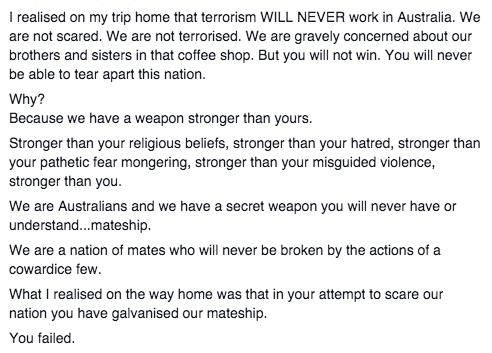 I realised on my trip home that terrorism WILL NEVER work in Australia. We
are not scared. We are not terrorised. We are gravely concerned about our
brothers and sisters in that coffee shop. But you will not win. You will never
be able to tear apart this nation.
Why?
Because we have a weapon stronger than yours.
Stronger than your religious beliefs, stronger than your hatred, stronger than
your pathetic fear mongering, stronger than your misguided violence,
stronger than you.
We are Australians and we have a secret weapon you will never have or
understand...mateship.
We are a nation of mates who will never be broken by the actions of a
cowardice few.
What I realised on the way home was that in your attempt to scare our
nation you have galvanised our mateship.
You failed.